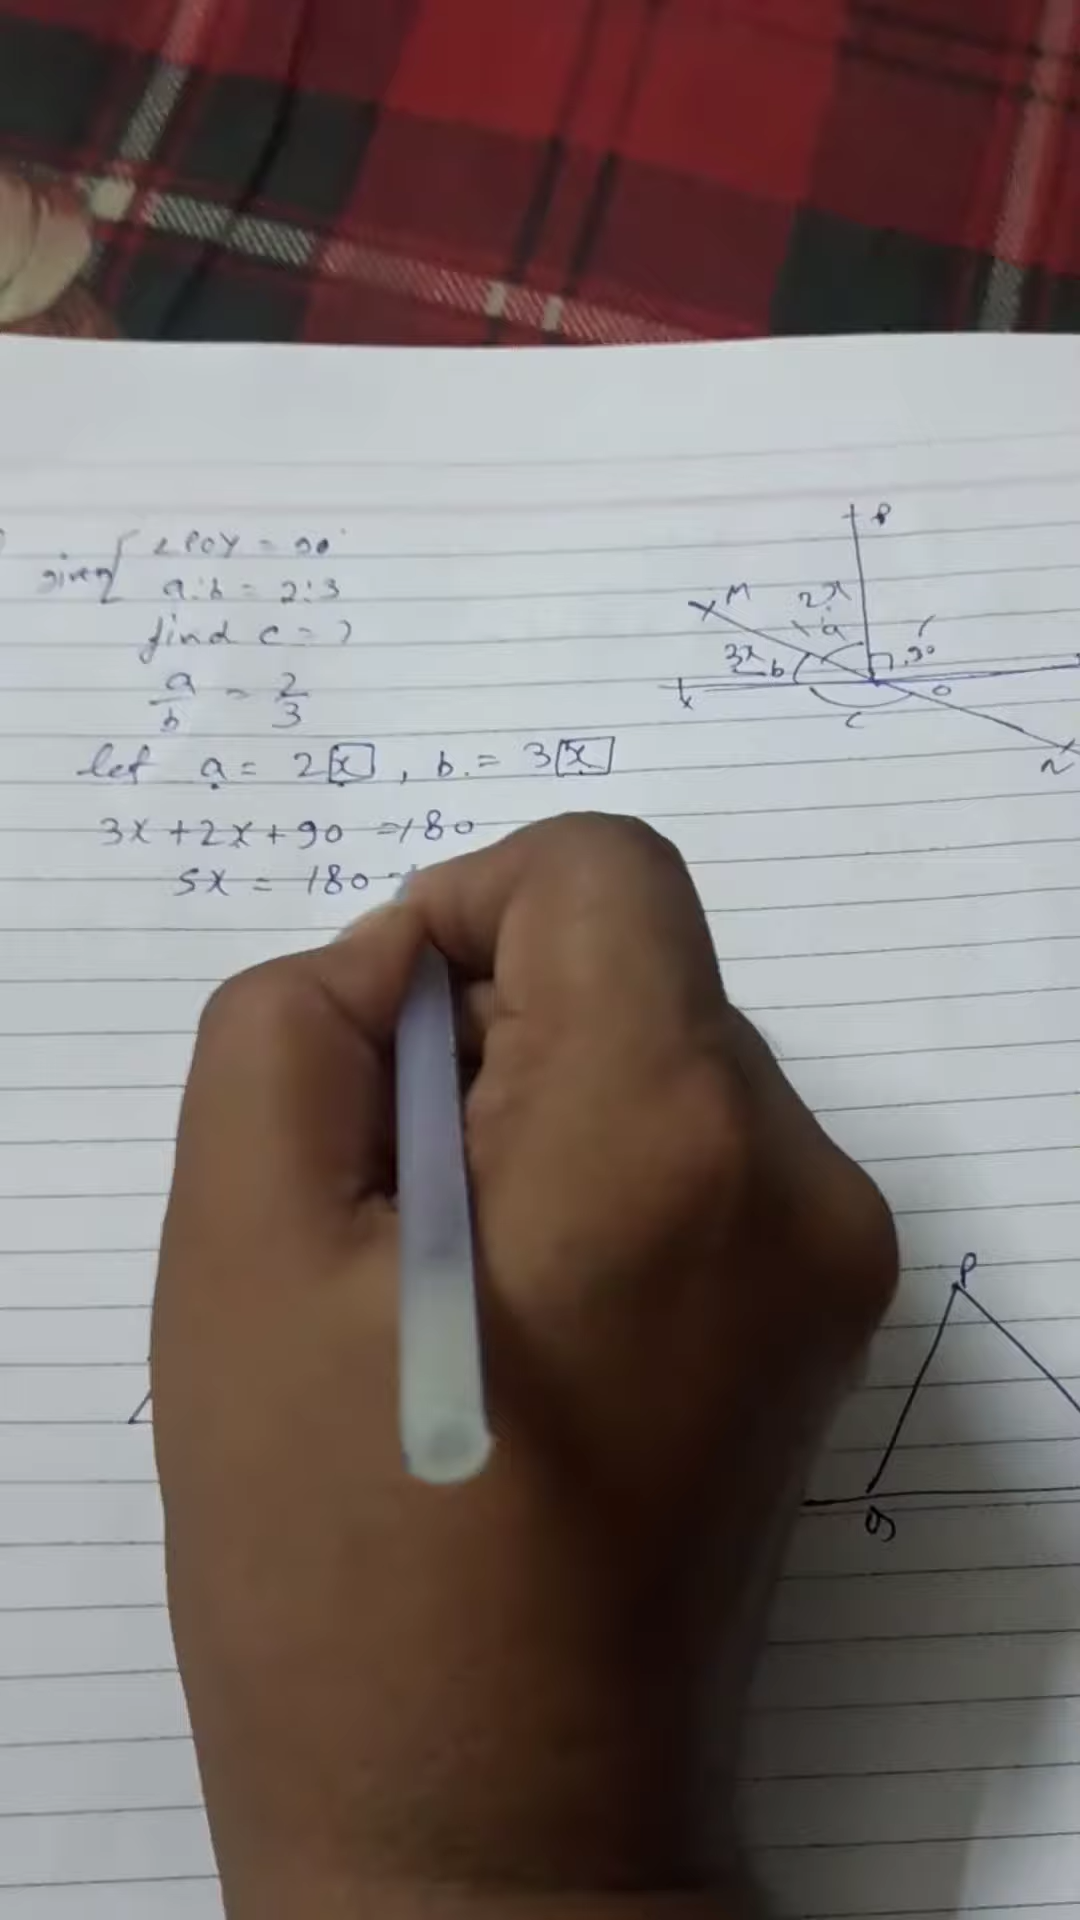 given
∠POY = 90°
a:b = 2:3
find c = ?
a/b = 2/3
let a = 2x, b. = 3x
3x + 2x + 90 = 180
5x = 180 -
P
M
2x
a
3x
b
90
X
O
c
N
P
Q